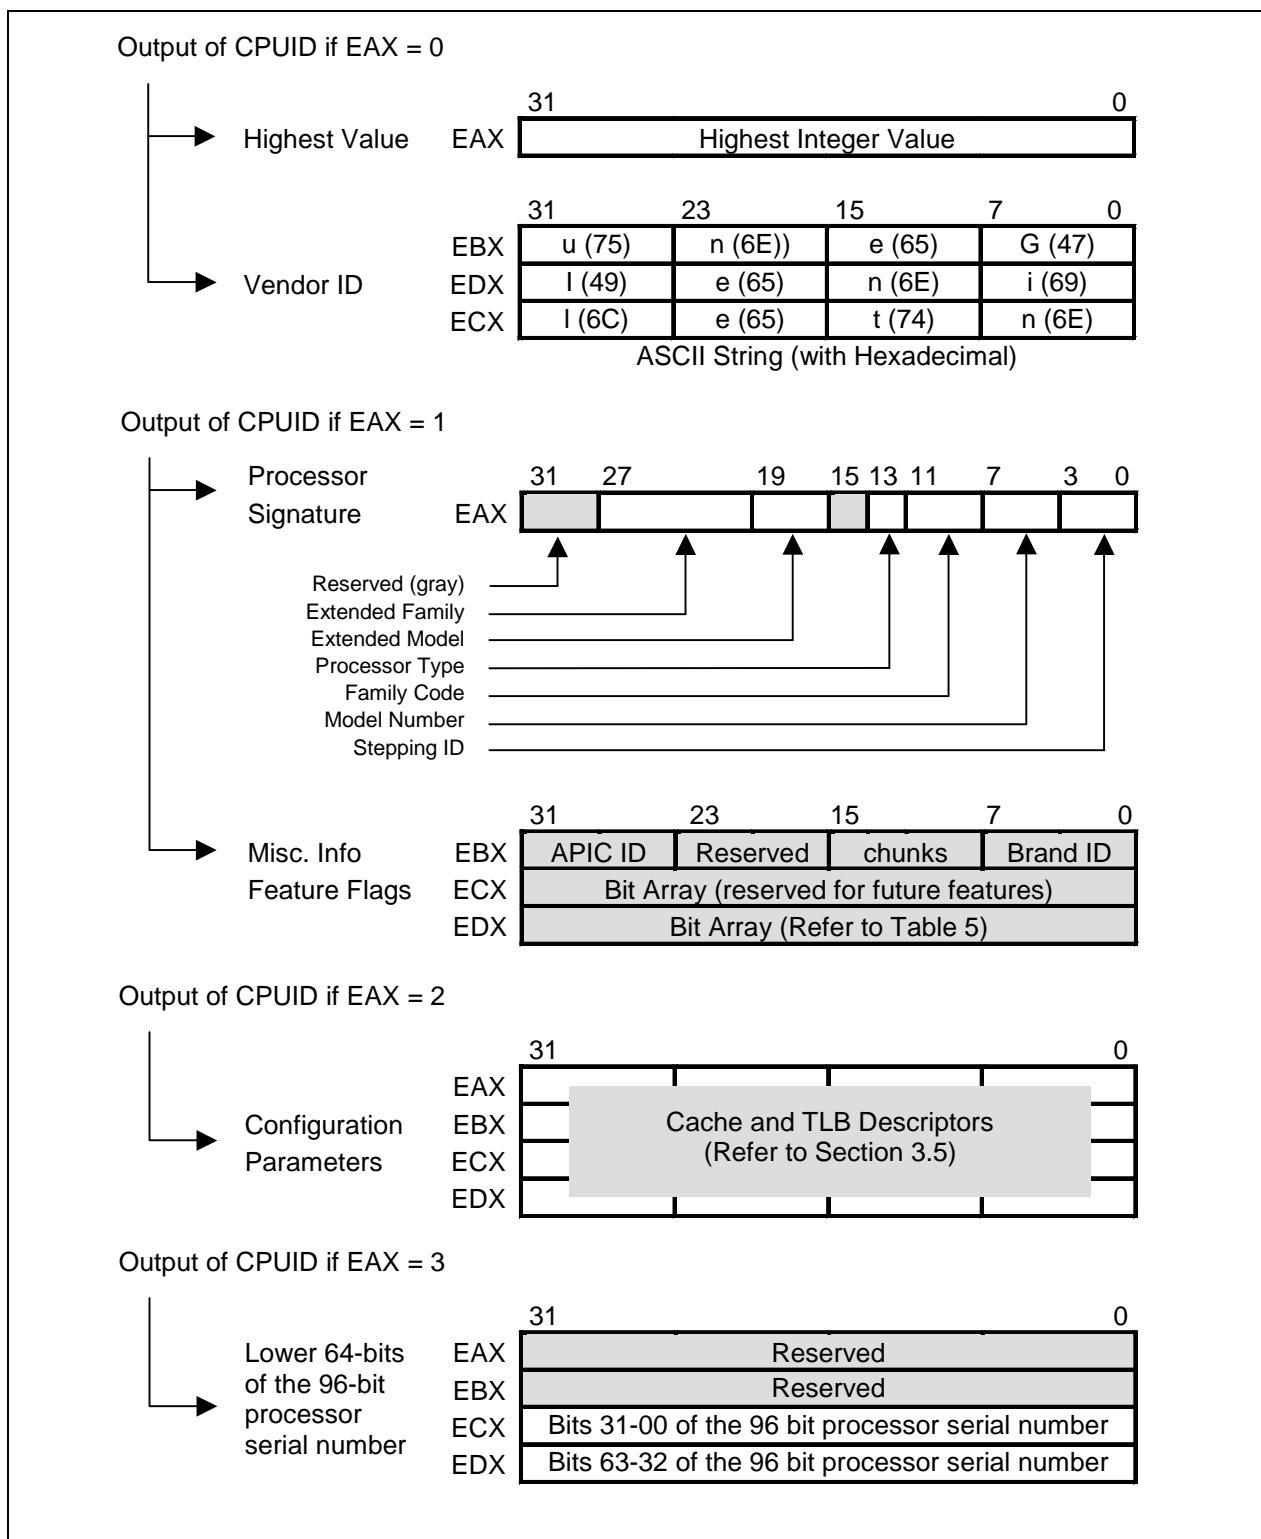 Output of CPUID if EAX = 0
31 0
Highest Value EAX Highest Integer Value
31 23 15 7 0
EBX u (75) n (6E)) e (65) G (47)
Vendor ID EDX I (49) e (65) n (6E) i (69)
ECX l (6C) e (65) t (74) n (6E)
ASCII String (with Hexadecimal)
Output of CPUID if EAX = 1
Processor 31 27 19 15 13 11 7 3 0
Signature EAX
Reserved (gray)
Extended Family
Extended Model
Processor Type
Family Code
Model Number
Stepping ID
31 23 15 7 0
Misc. Info EBX APIC ID Reserved chunks Brand ID
Feature Flags ECX Bit Array (reserved for future features)
EDX Bit Array (Refer to Table 5)
Output of CPUID if EAX = 2
31 0
EAX
Configuration EBX Cache and TLB Descriptors
Parameters ECX (Refer to Section 3.5)
EDX
Output of CPUID if EAX = 3
31 0
Lower 64-bits EAX Reserved
of the 96-bit EBX Reserved
processor ECX Bits 31-00 of the 96 bit processor serial number
serial number EDX Bits 63-32 of the 96 bit processor serial number